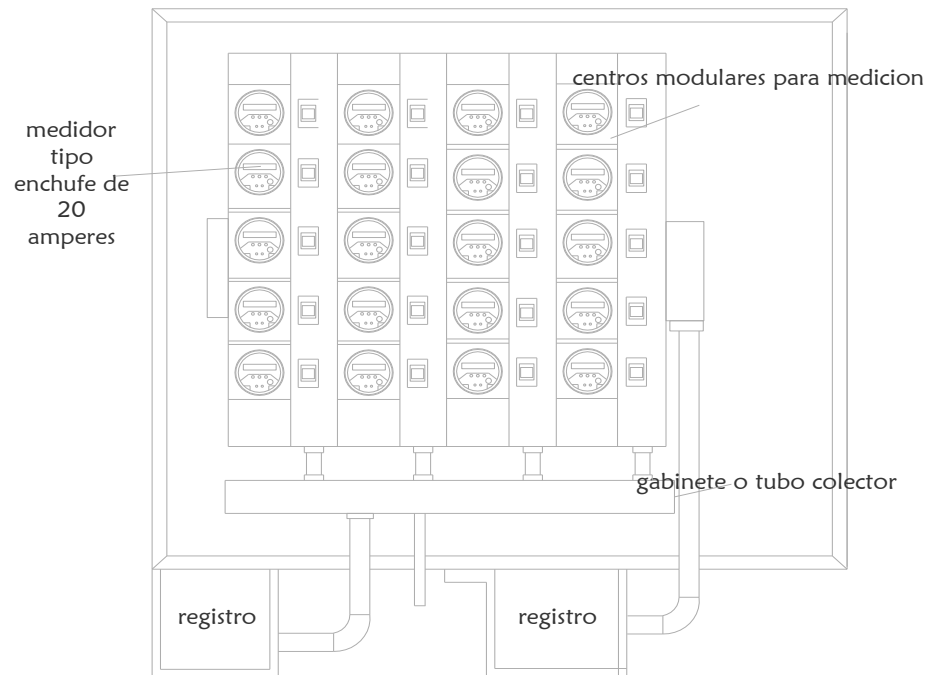 centros modulares para medicion
medidor
tipo
enchufe de
20
amperes
gabinete o tubo colector
registro
registro